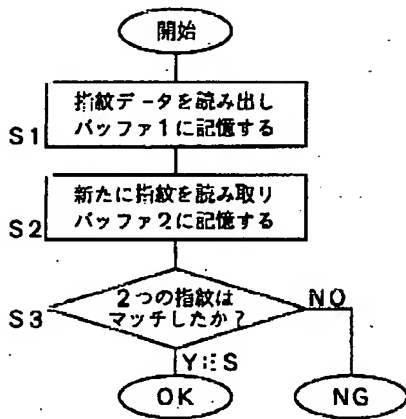 開始
指紋データを読み出し
バッファ1に記憶する
S1
新たに指紋を読み取り
バッファ2に記憶する
S2
2つの指紋は
マッチしたか?
S3
NO
YES
OK
NG